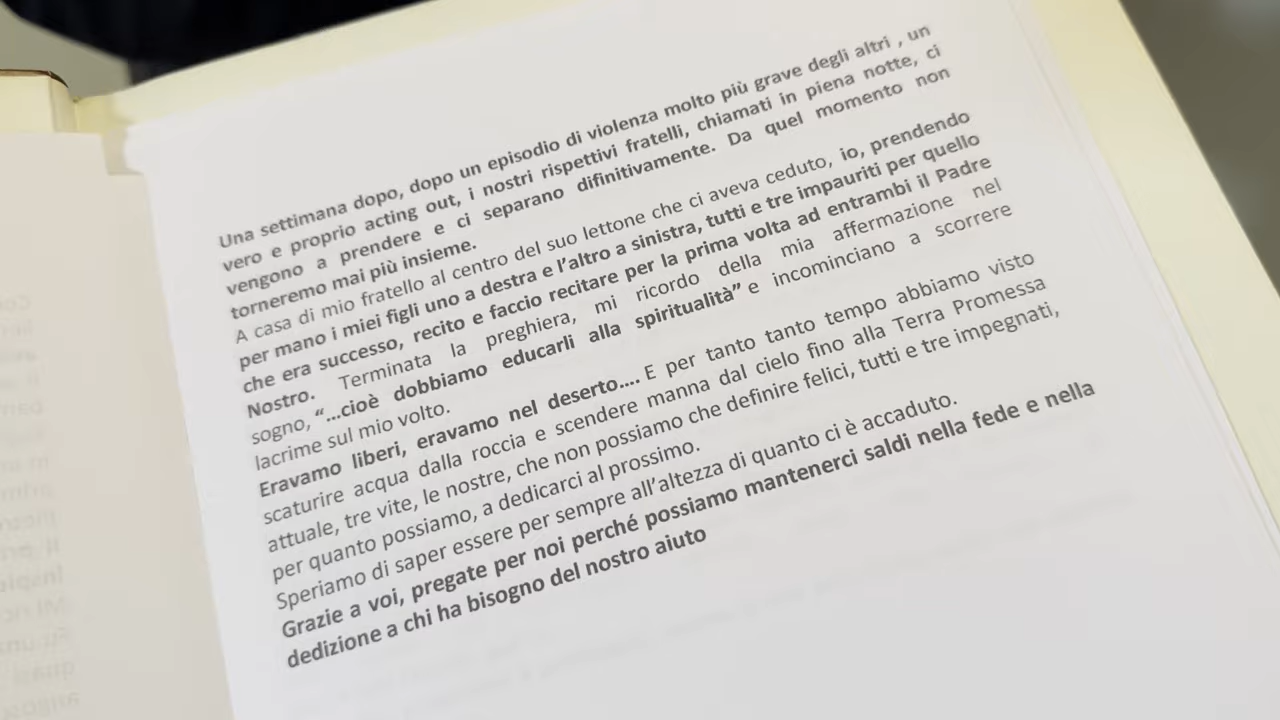 Una settimana dopo, dopo un episodio di violenza molto più grave degli altri , un
vero e proprio acting out, i nostri rispettivi fratelli, chiamati in piena notte, ci
vengono a prendere e ci separano difinitivamente. Da quel momento non
torneremo mai più insieme.
A casa di mio fratello al centro del suo lettone che ci aveva ceduto, io, prendendo
per mano i miei figli uno a destra e l’altro a sinistra, tutti e tre impauriti per quello
che era successo, recito e faccio recitare per la prima volta ad entrambi il Padre
Nostro. Terminata la preghiera, mi ricordo della mia affermazione nel
sogno, “…cioè dobbiamo educarli alla spiritualità” e incominciano a scorrere
lacrime sul mio volto.
Eravamo liberi, eravamo nel deserto…. E per tanto tanto tempo abbiamo visto
scaturire acqua dalla roccia e scendere manna dal cielo fino alla Terra Promessa
attuale, tre vite, le nostre, che non possiamo che definire felici, tutti e tre impegnati,
per quanto possiamo, a dedicarci al prossimo.
Speriamo di saper essere per sempre all’altezza di quanto ci è accaduto.
Grazie a voi, pregate per noi perché possiamo mantenerci saldi nella fede e nella
dedizione a chi ha bisogno del nostro aiuto